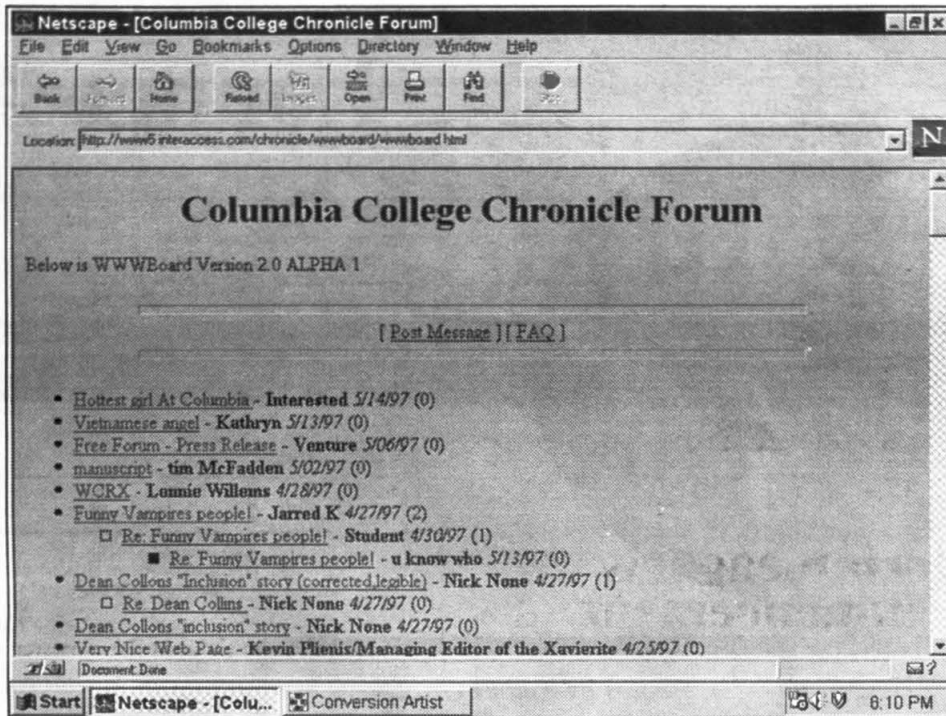 Netscape - [Columbia College Chronicle Forum]
File Edit View Go Bookmarks Options Directory Window Help
Back Forward Home Reload Images Open Print Find Stop
Location: http://www5.interaccess.com/chronicle/wwwboard/wwwboard.html
N
Columbia College Chronicle Forum
Below is WWWBoard Version 2.0 ALPHA 1
[ Post Message ] [ FAQ ]
Hottest girl At Columbia - Interested 5/14/97 (0)
Vietnamese angel - Kathryn 5/13/97 (0)
Free Forum - Press Release - Venture 5/06/97 (0)
manuscript - tim McFadden 5/02/97 (0)
WCRX - Lonnie Willems 4/28/97 (0)
Funny Vampires people! - Jarred K 4/27/97 (2)
Re: Funny Vampires people! - Student 4/30/97 (1)
Re: Funny Vampires people! - u know who 5/13/97 (0)
Dean Collons "Inclusion" story (corrected,legible) - Nick None 4/27/97 (1)
Re: Dean Collins - Nick None 4/27/97 (0)
Dean Collons "inclusion" story - Nick None 4/27/97 (0)
Very Nice Web Page - Kevin Plienis/Managing Editor of the Xavierite 4/25/97 (0)
Document: Done
Start Netscape - [Colu... Conversion Artist 6:10 PM